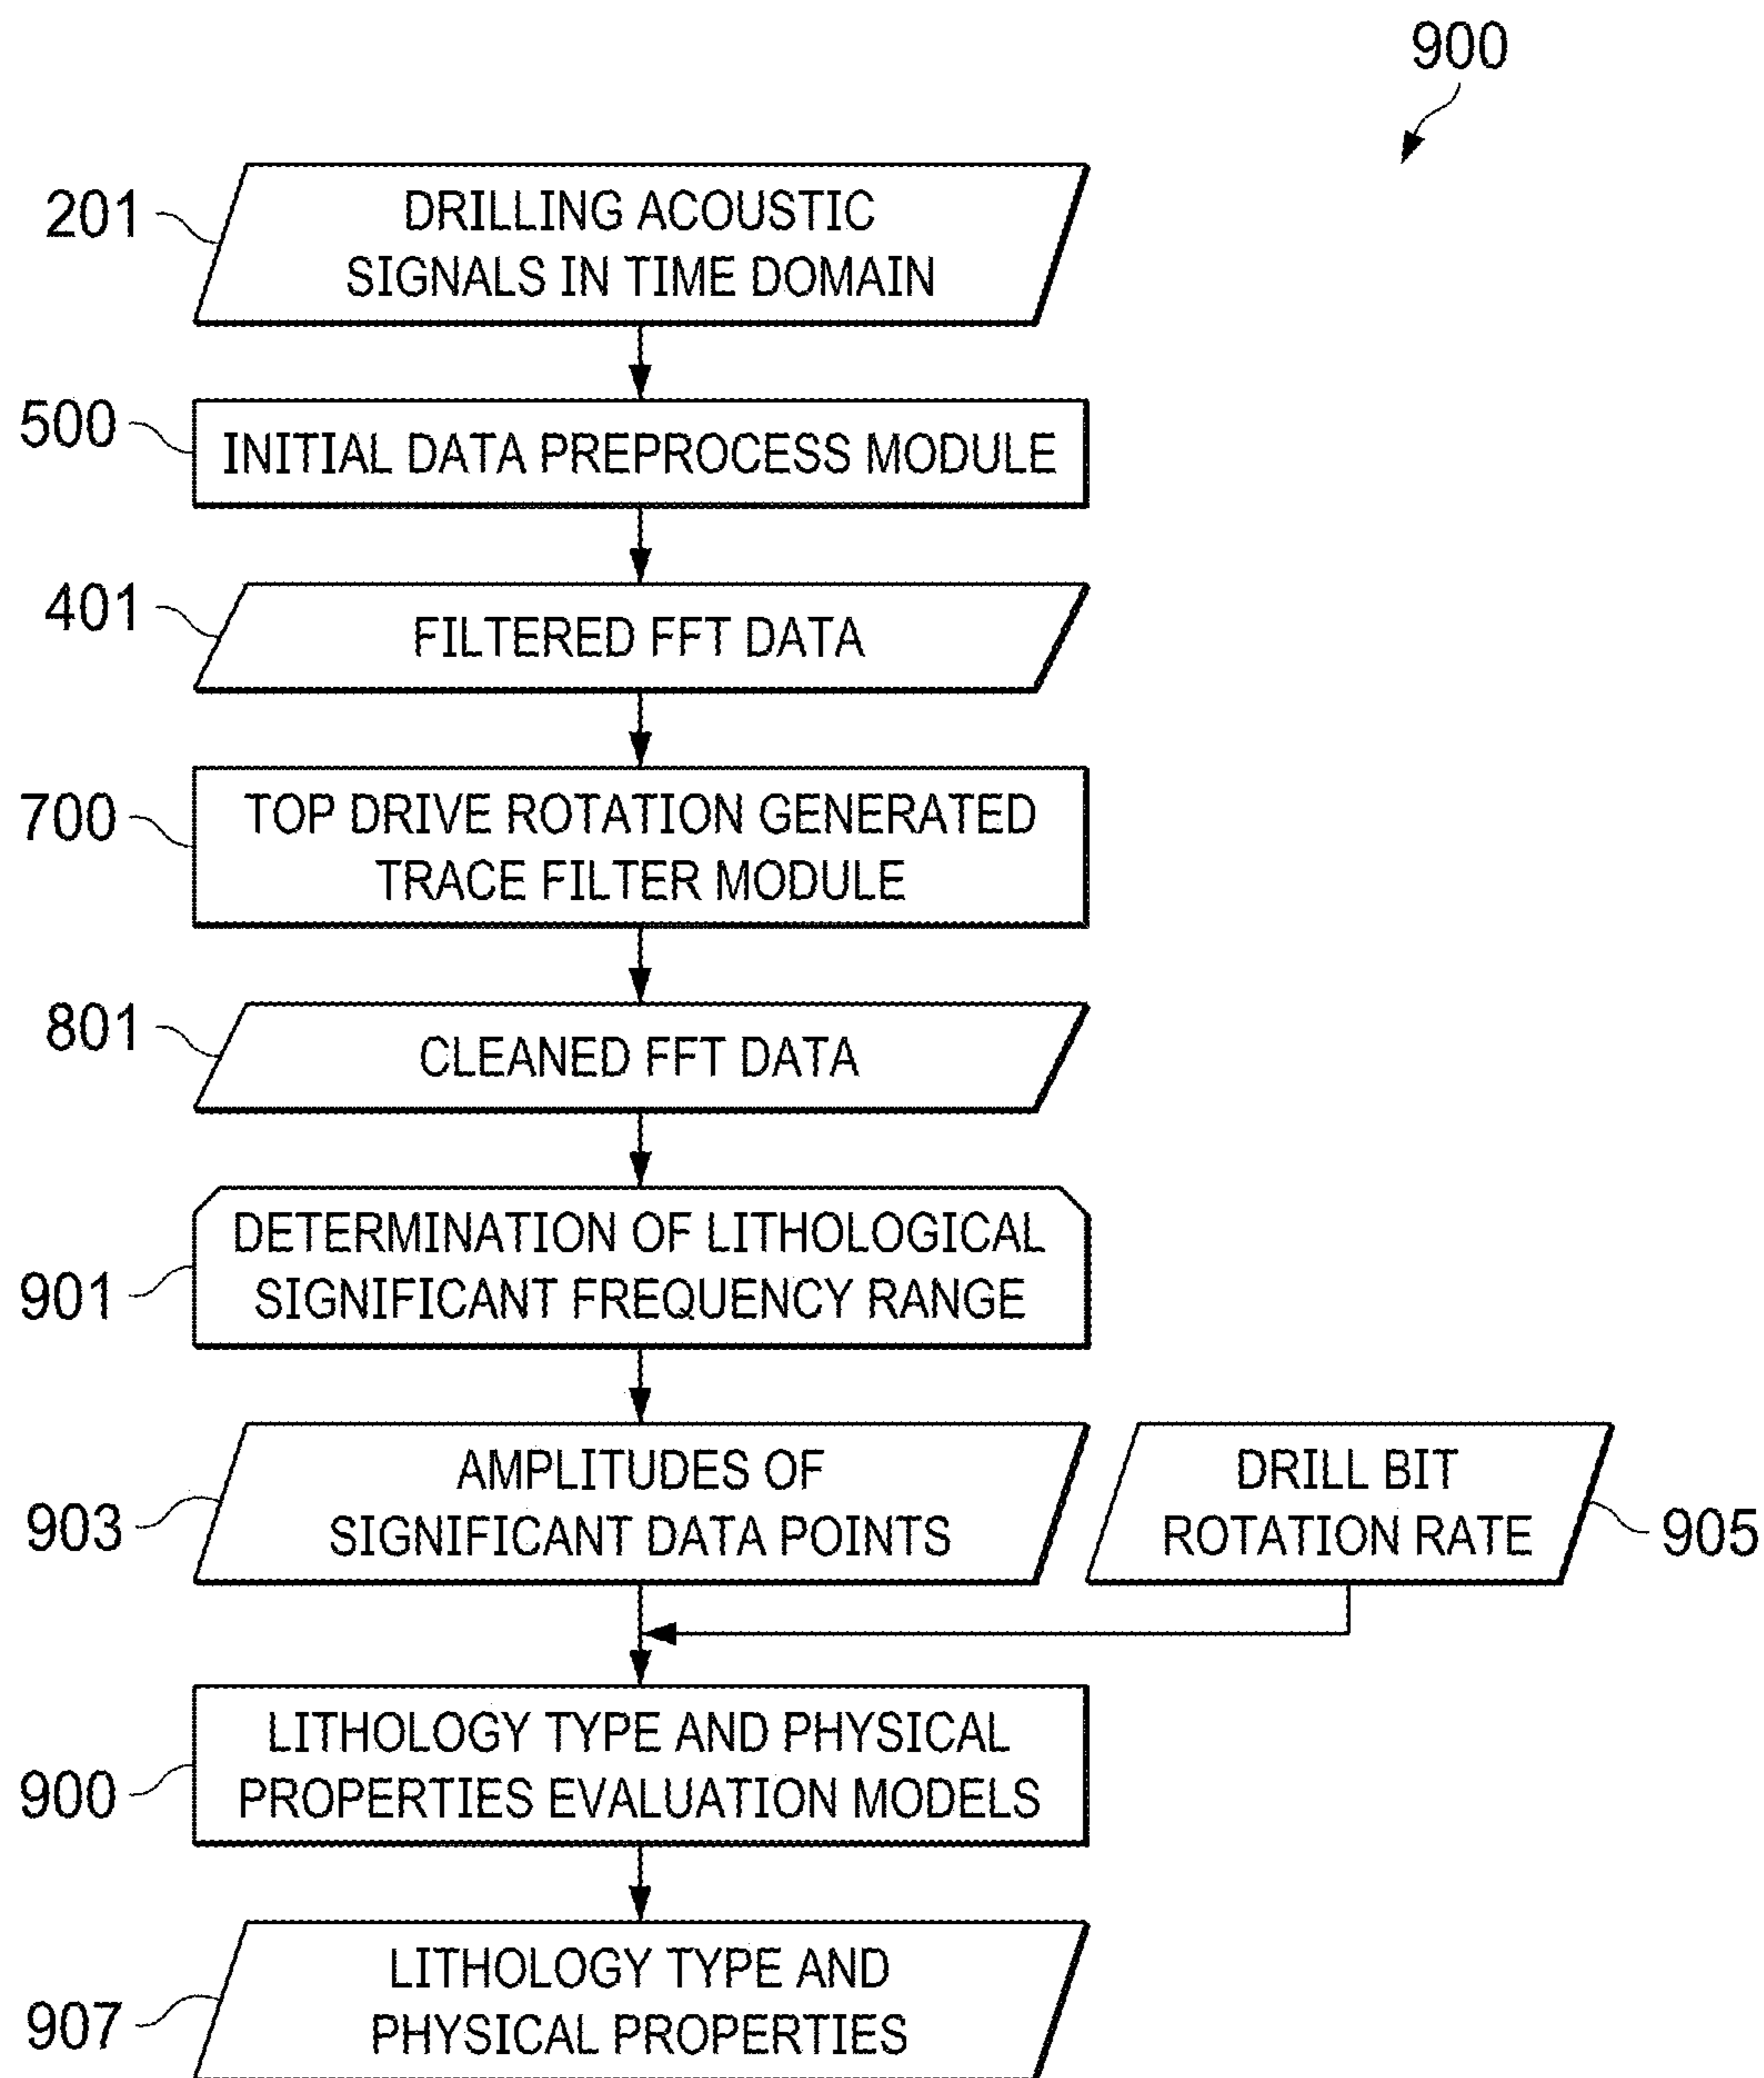 900
201
DRILLING ACOUSTIC
SIGNALS IN TIME DOMAIN
500
INITIAL DATA PREPROCESS MODULE
401
FILTERED FFT DATA
700
TOP DRIVE ROTATION GENERATED
TRACE FILTER MODULE
801
CLEANED FFT DATA
901
DETERMINATION OF LITHOLOGICAL
SIGNIFICANT FREQUENCY RANGE
903
AMPLITUDES OF
SIGNIFICANT DATA POINTS
DRILL BIT
ROTATION RATE
905
900
LITHOLOGY TYPE AND PHYSICAL
PROPERTIES EVALUATION MODELS
907
LITHOLOGY TYPE AND
PHYSICAL PROPERTIES